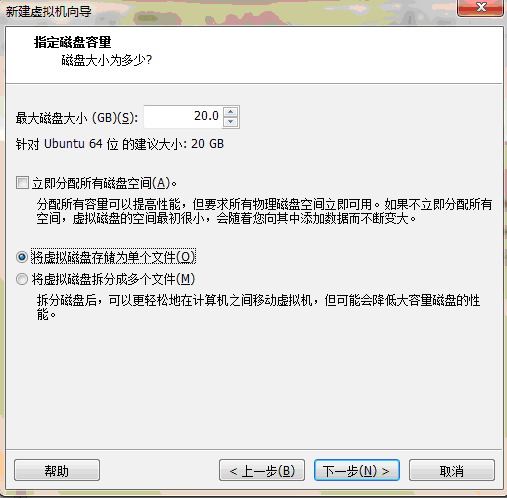 新建虚拟机向导
指定磁盘容量
磁盘大小为多少?
最大磁盘大小 (GB)(S): 20.0
针对 Ubuntu 64 位 的建议大小: 20 GB
立即分配所有磁盘空间(A)。
分配所有容量可以提高性能，但要求所有物理磁盘空间立即可用。如果不立即分配所有
空间，虚拟磁盘的空间最初很小，会随着您向其中添加数据而不断变大。
将虚拟磁盘存储为单个文件(O)
将虚拟磁盘拆分成多个文件(M)
拆分磁盘后，可以更轻松地在计算机之间移动虚拟机，但可能会降低大容量磁盘的性
能。
帮助 < 上一步(B) 下一步(N) > 取消